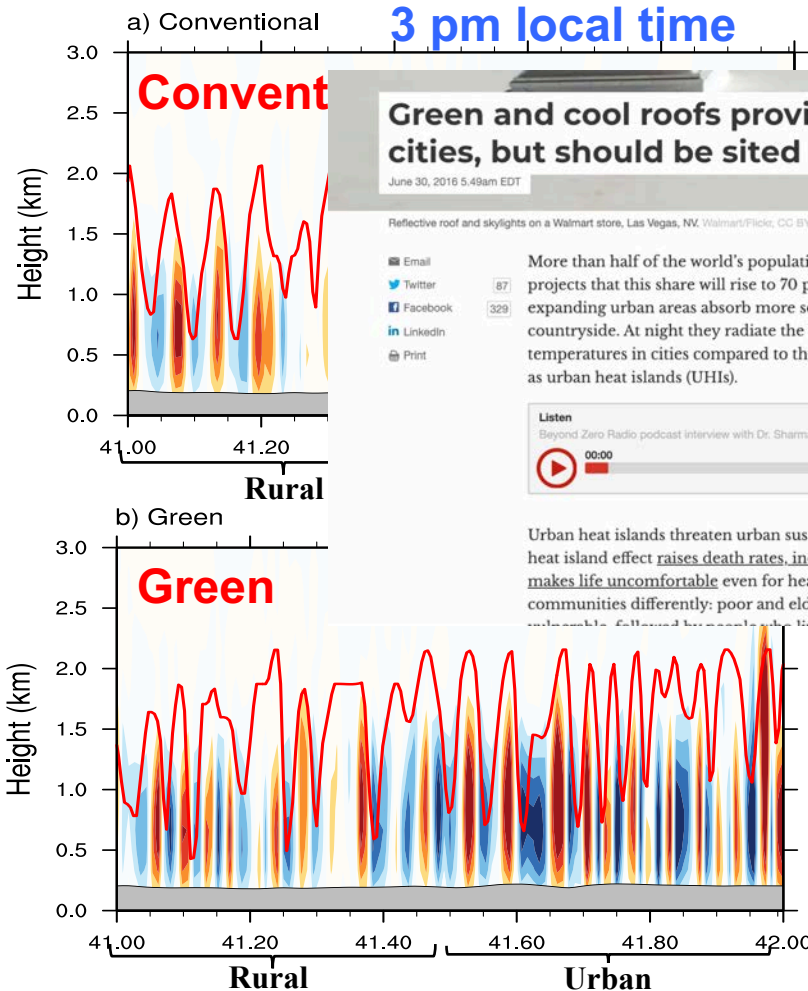 a) Conventional
3 pm local time
3.0
Convent
2.5
2.0
1.5
1.0
0.5
0.0
Height (km)
41.00
41.20
Rural
Green and cool roofs provi
cities, but should be sited
June 30, 2016 5.49am EDT
Reflective roof and skylights on a Walmart store, Las Vegas, NV. Walmart/Flickr, CC BY
Email
Twitter 87
Facebook 329
LinkedIn
Print
More than half of the world's populati
projects that this share will rise to 70 p
expanding urban areas absorb more s
countryside. At night they radiate the
temperatures in cities compared to th
as urban heat islands (UHIs).
Listen
Beyond Zero Radio podcast interview with Dr. Sharm
00:00
Urban heat islands threaten urban sus
heat island effect raises death rates, in
makes life uncomfortable even for hea
communities differently: poor and eld
b) Green
3.0
Green
2.5
2.0
1.5
1.0
0.5
0.0
Height (km)
41.00
41.20
41.40
41.60
41.80
42.00
Rural
Urban